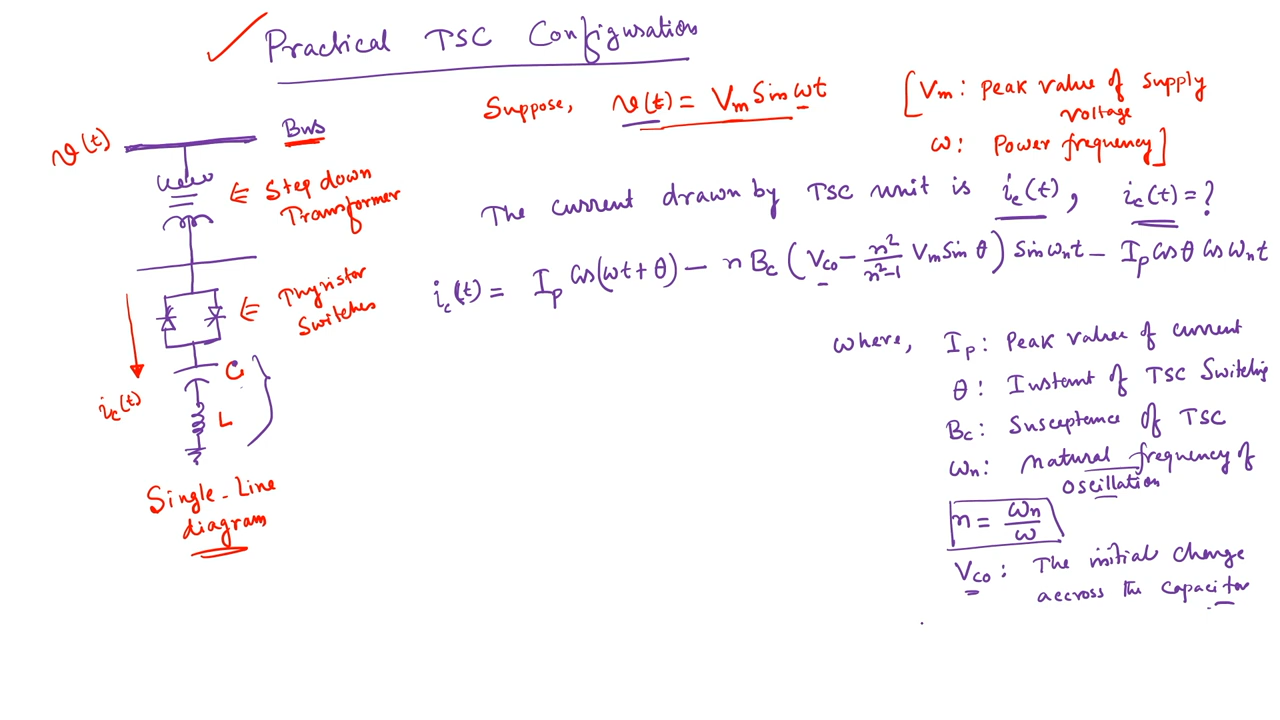 Practical TSC Configuration
Suppose, v(t) = Vm Sin ωt
[Vm : Peak value of supply
voltage
ω : Power frequency]
v(t)
Bus
⇐ Step down
Transformer
The current drawn by TSC unit is ic(t), ic(t) = ?
ic(t) = Ip Cos(ωt + θ) − n Bc (Vco − n²/n²-1 Vm Sin θ) Sin ωnt − Ip Cos θ Cos ωnt
⇐ Thyristor
Switches
ic(t)
C
L
Single-Line
diagram
where, Ip : Peak value of current
θ : Instant of TSC Switching
Bc : Susceptance of TSC
ωn : natural frequency of
oscillation
n = ωn/ω
Vco : The initial charge
accross the capacitor